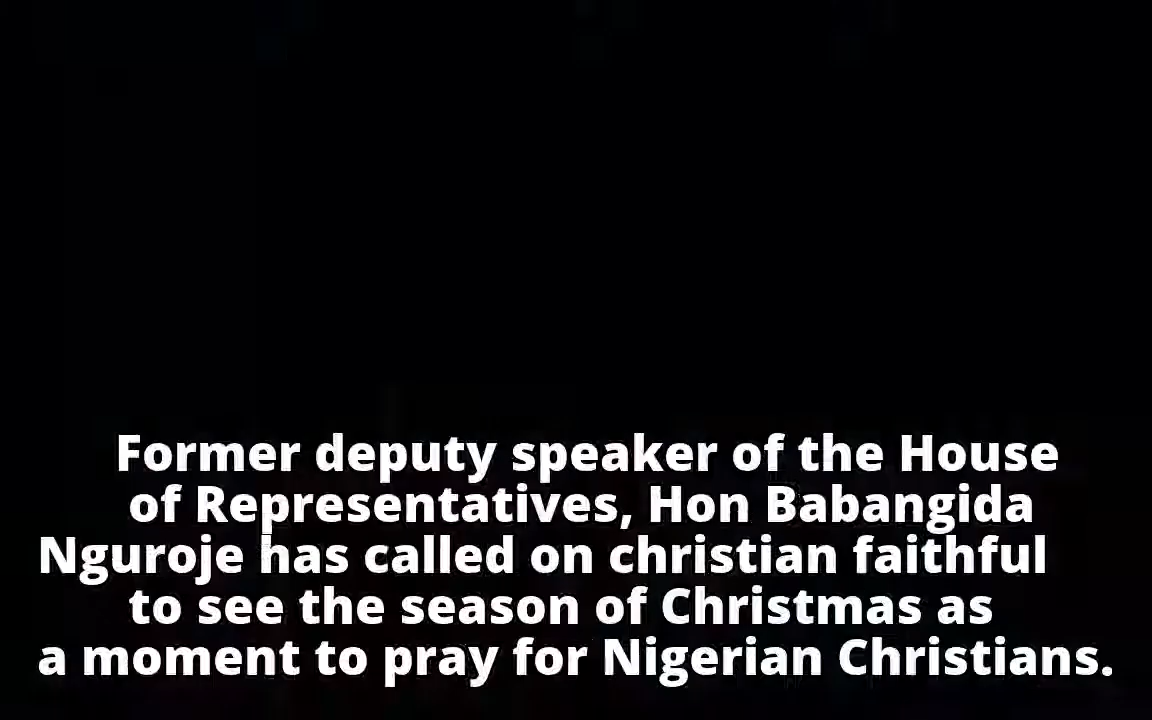 Former deputy speaker of the House
of Representatives, Hon Babangida
Nguroje has called on christian faithful
to see the season of Christmas as
a moment to pray for Nigerian Christians.